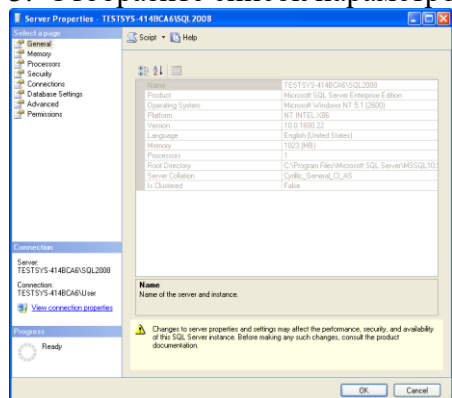 Server Properties - TESTSYS-414BCA6\SQL2008
Select a page
General
Memory
Processors
Security
Connections
Database Settings
Advanced
Permissions
Script
Help
Name TESTSYS-414BCA6\SQL2008
Product Microsoft SQL Server Enterprise Edition
Operating System Microsoft Windows NT 5.1 (2600)
Platform NT INTEL X86
Version 10.0.1600.22
Language English (United States)
Memory 1023 (MB)
Processors 1
Root Directory C:\Program Files\Microsoft SQL Server\MSSQL10
Server Collation Cyrillic_General_CI_AS
Is Clustered False
Connection
Server:
TESTSYS-414BCA6\SQL2008
Connection:
TESTSYS-414BCA6\User
View connection properties
Progress
Ready
Name
Name of the server and instance.
Changes to server properties and settings may affect the performance, security, and availability
of this SQL Server instance. Before making any such changes, consult the product
documentation.
OK
Cancel